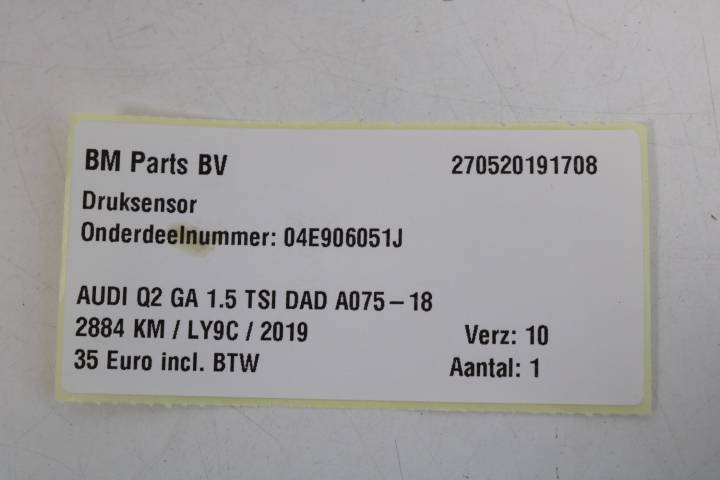 BM Parts BV 270520191708
Druksensor
Onderdeelnummer: 04E906051J
AUDI Q2 GA 1.5 TSI DAD A075-18
2884 KM / LY9C / 2019 Verz: 10
35 Euro incl. BTW Aantal: 1